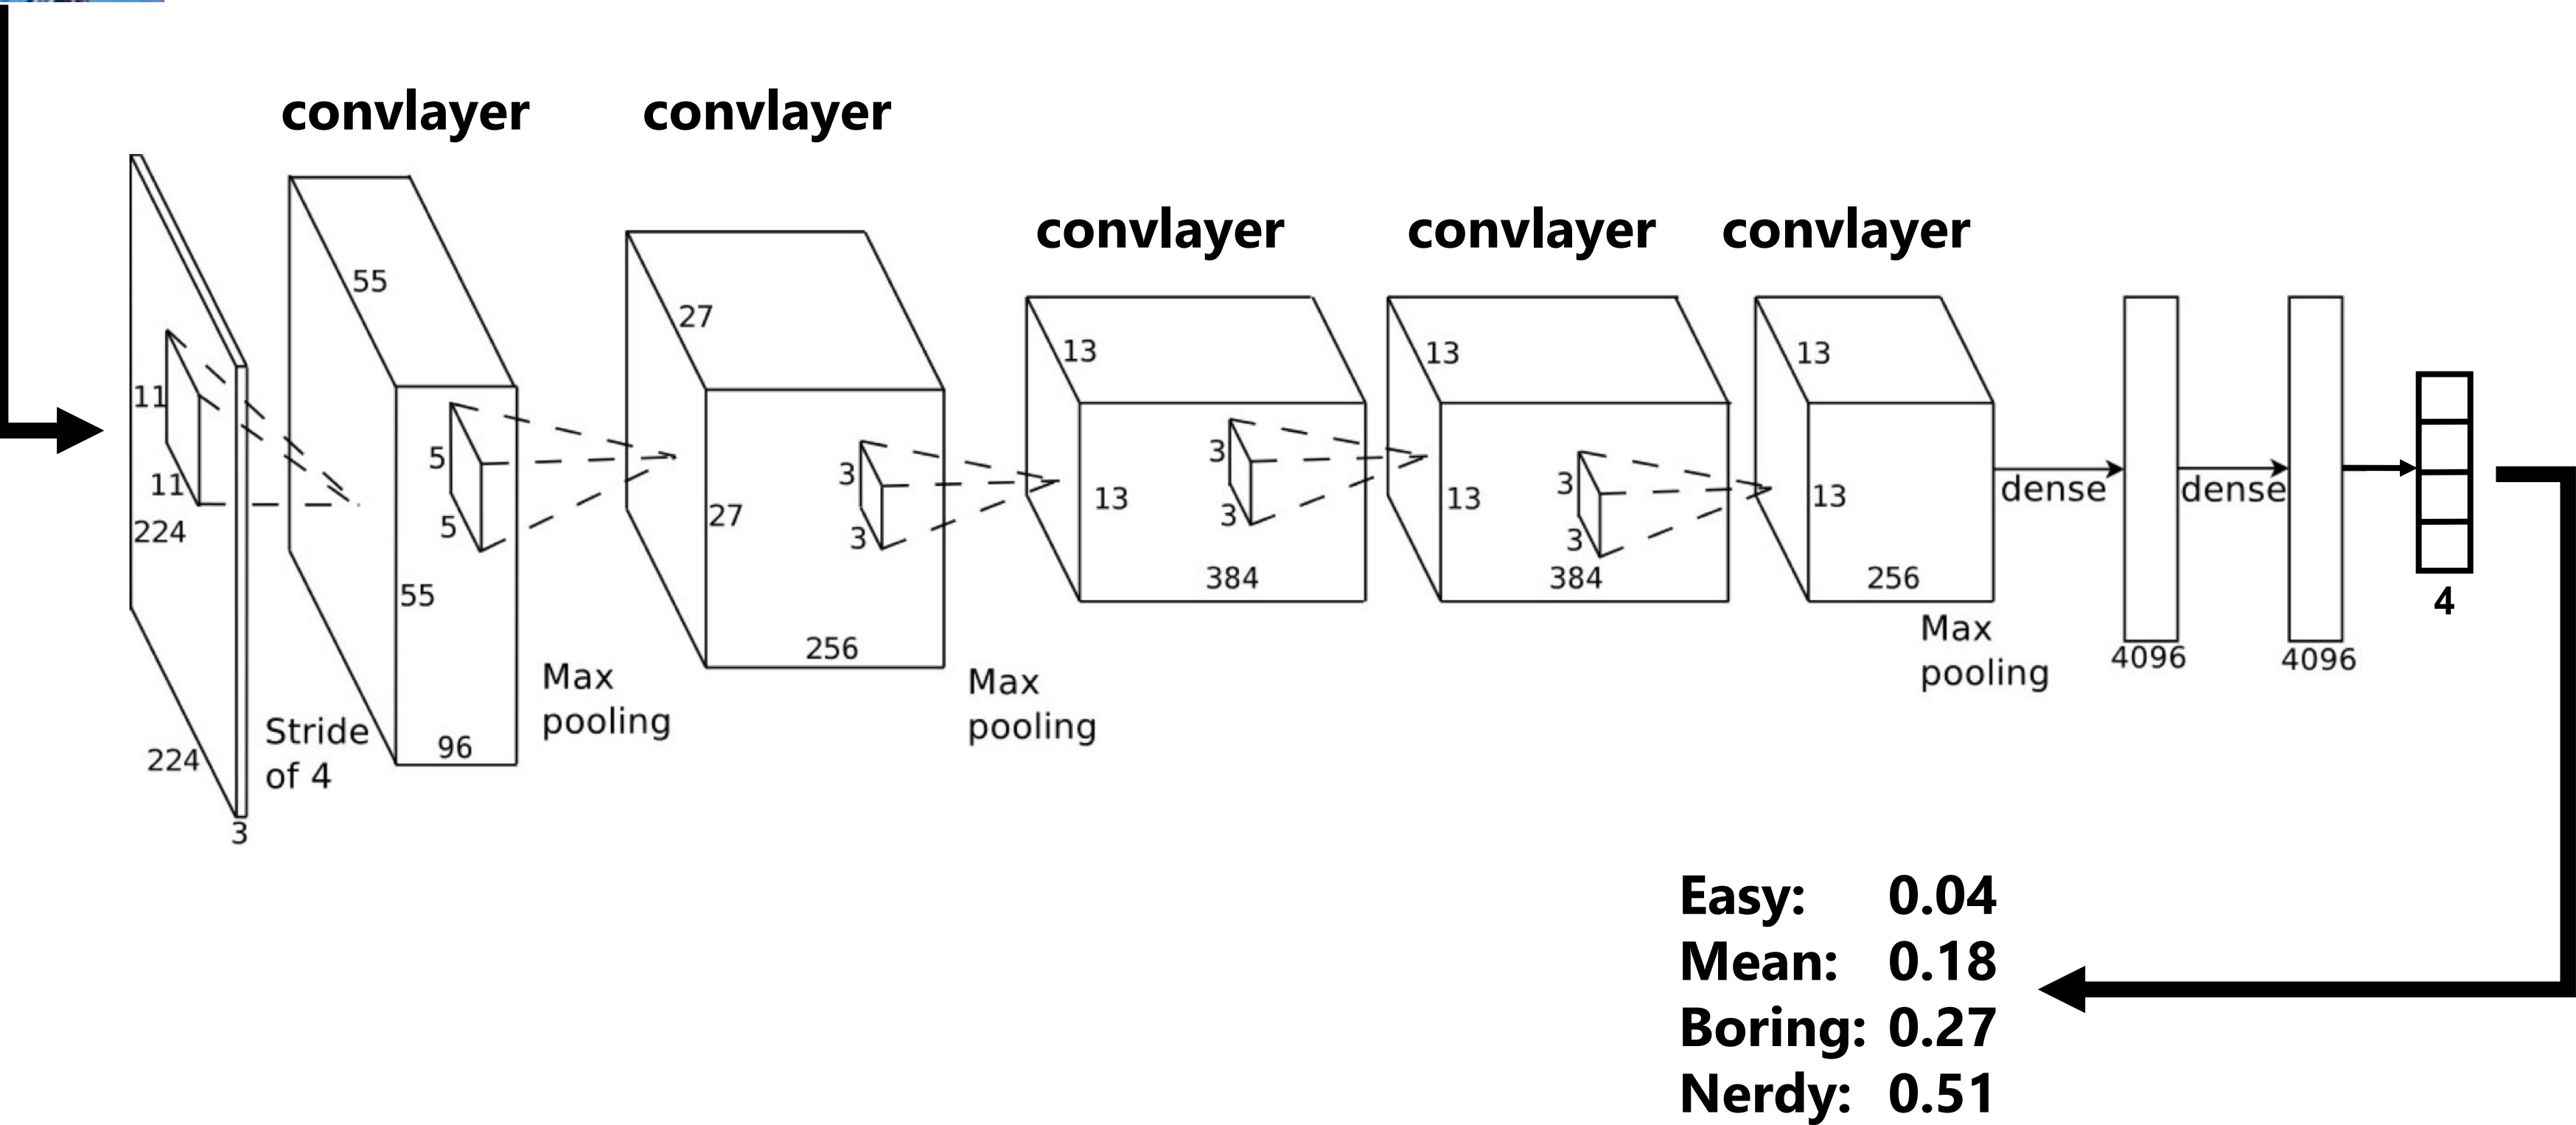 convlayer
convlayer
convlayer
convlayer
convlayer
11
11
224
224
3
Stride
of 4
55
55
96
5
5
Max
pooling
27
27
256
3
3
Max
pooling
13
13
384
3
3
13
13
384
3
3
13
13
256
Max
pooling
dense
4096
dense
4096
4
Easy: 0.04
Mean: 0.18
Boring: 0.27
Nerdy: 0.51